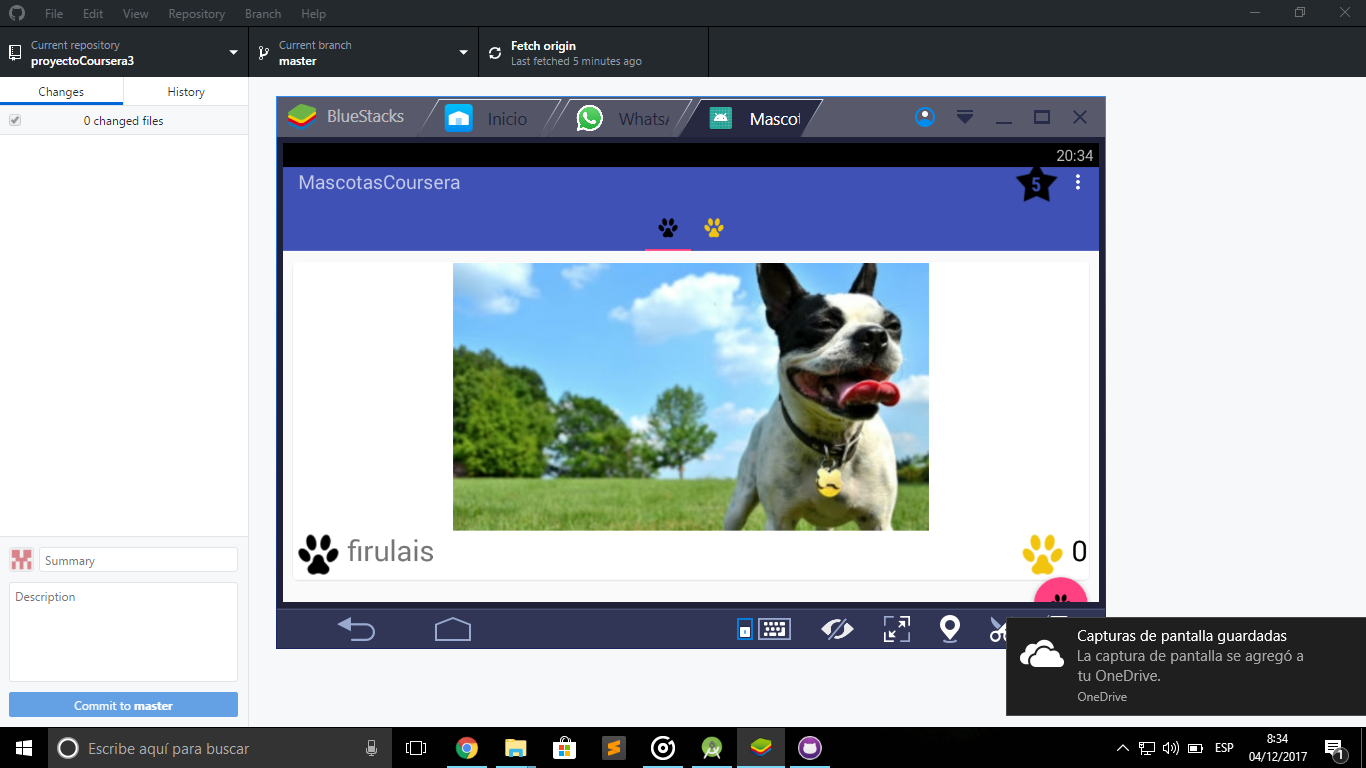 File Edit View Repository Branch Help
Current repository
proyectoCoursera3
Current branch
master
Fetch origin
Last fetched 5 minutes ago
Changes
History
0 changed files
BlueStacks
Inicio
WhatsA
Mascot
20:34
MascotasCoursera
5
firulais
0
Summary
Description
Commit to master
Capturas de pantalla guardadas
La captura de pantalla se agregó a
tu OneDrive.
OneDrive
Escribe aquí para buscar
ESP
8:34
04/12/2017
1